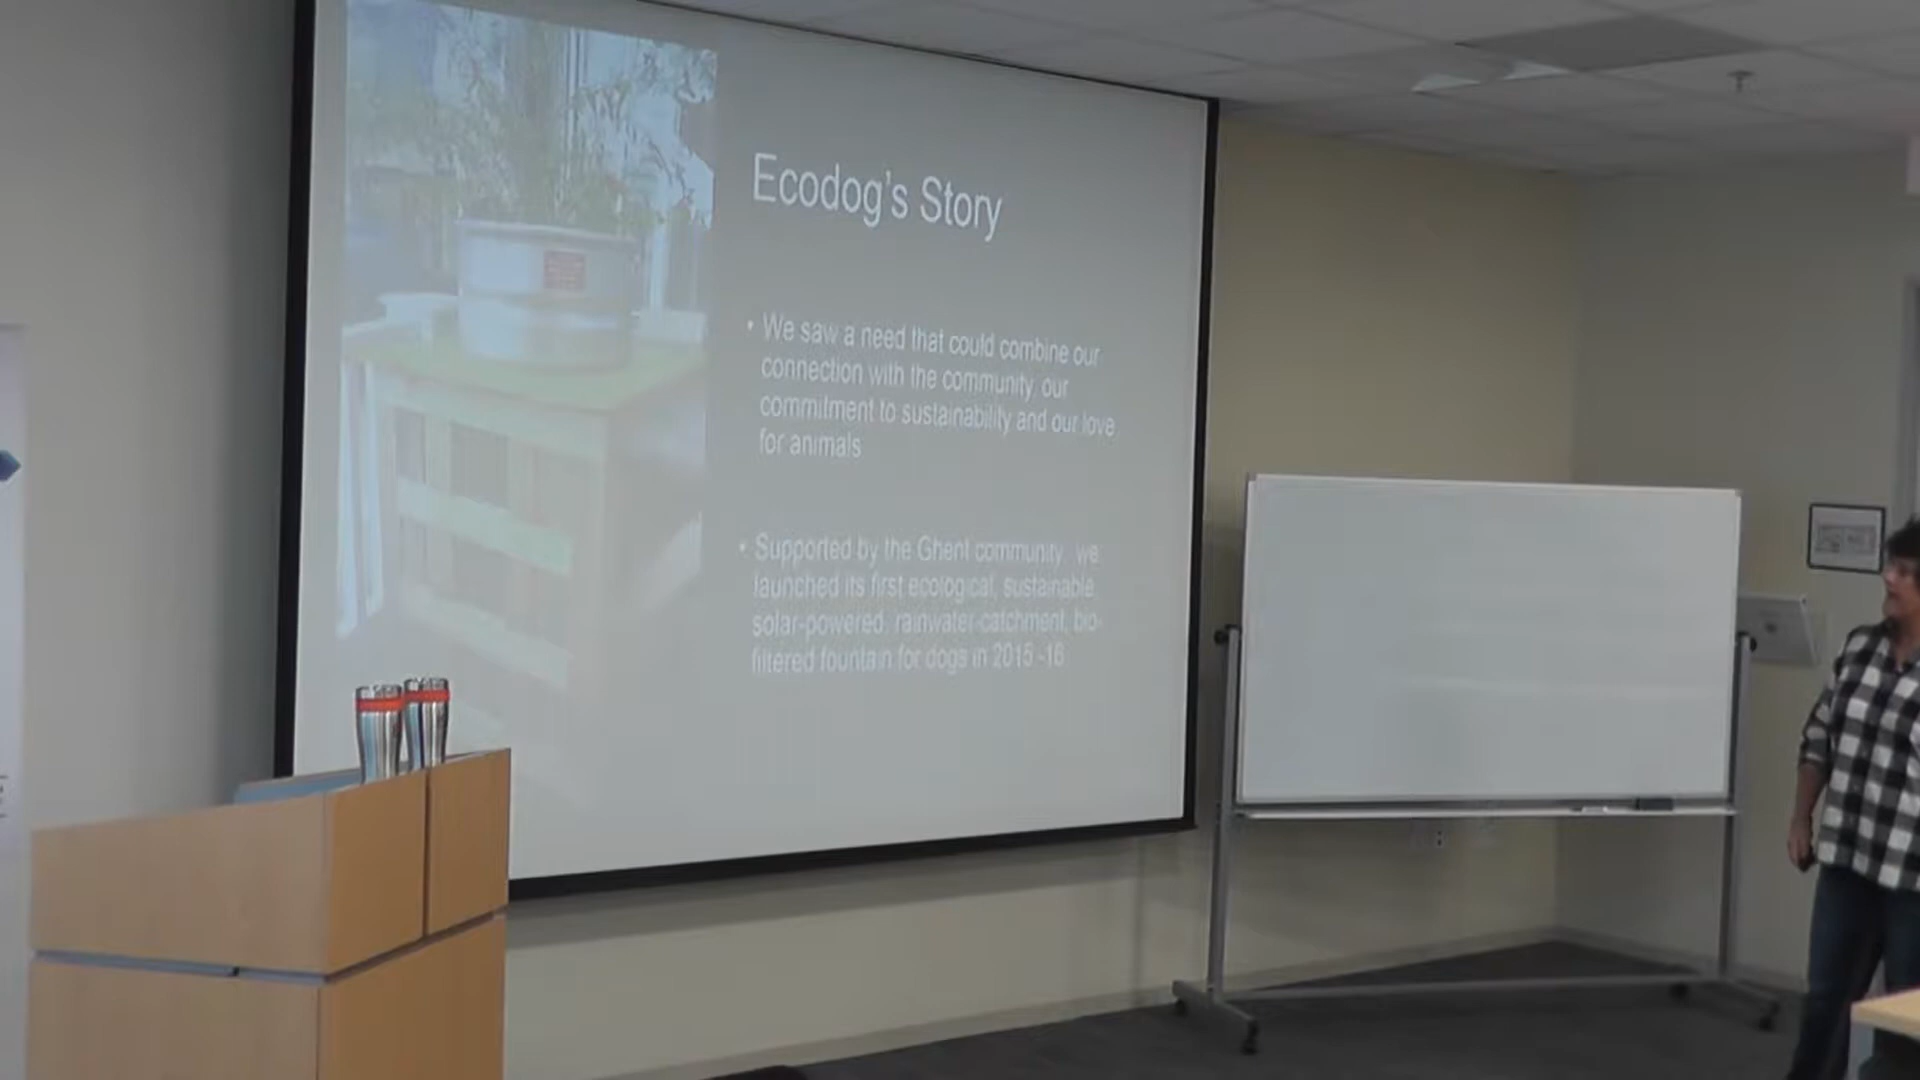 Ecodog's Story
• We saw a need that could combine our
connection with the community, our
commitment to sustainability and our love
for animals
• Supported by the Ghent community, we
launched its first ecological, sustainable,
solar-powered, rainwater-catchment, bio-
filtered fountain for dogs in 2015 -16